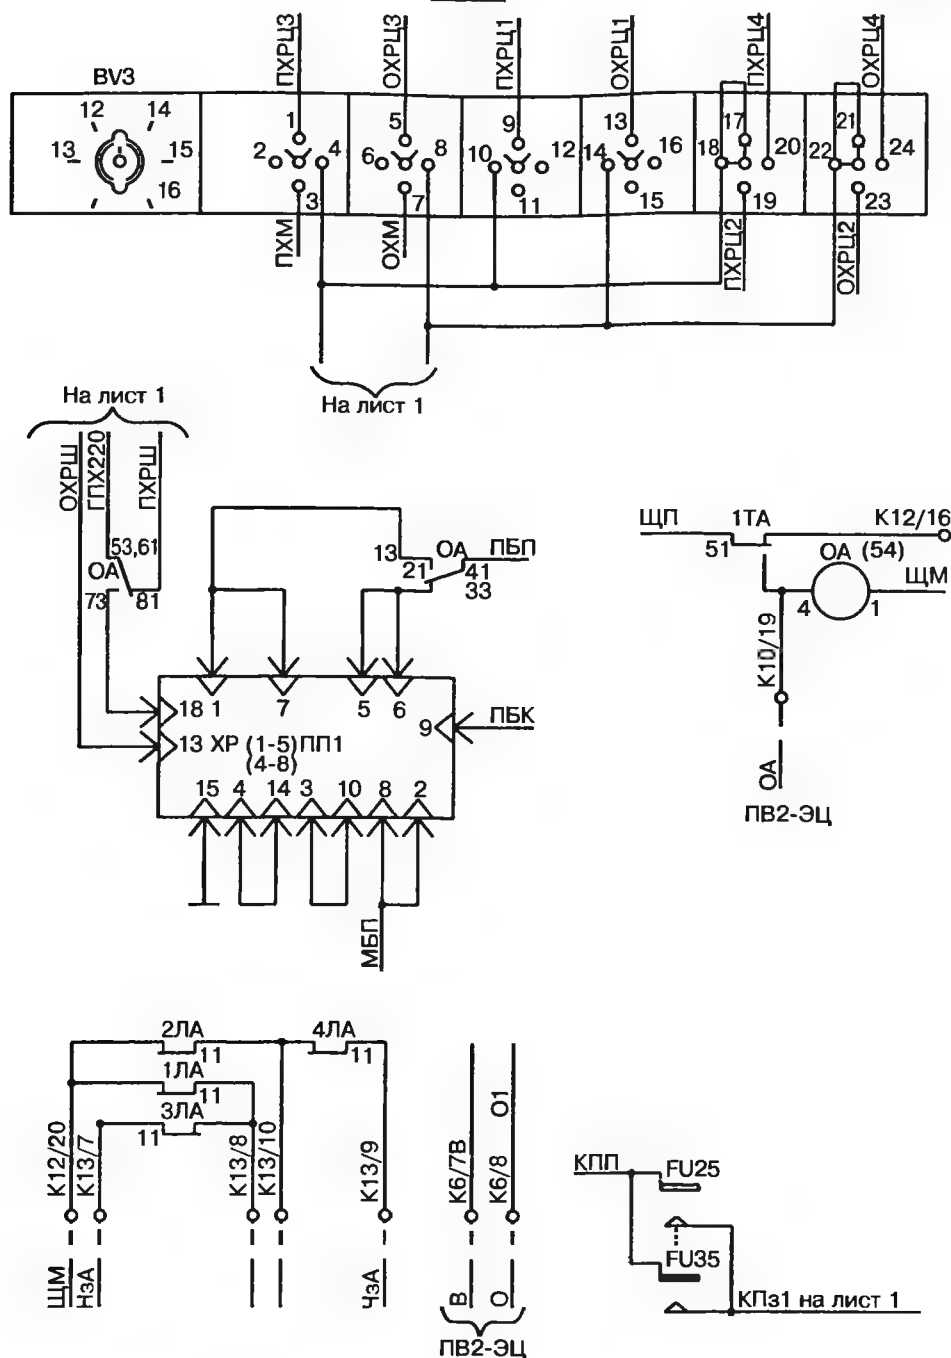 ПХРЦ3
ОХРЦ3
ПХРЦ1
ОХРЦ1
ПХРЦ4
ОХРЦ4
BV3
12 14
13 15
16
1
2 4
3
5
6 8
7
9
10 12
11
13
14 16
15
17
18 20
19
21
22 24
23
ПХМ
ОХМ
ПХРЦ2
ОХРЦ2
На лист 1
На лист 1
ОХРШ
ГПХ220
ПХРШ
53,61
ОА
73 81
13 ОА ПБП
21 41
33
18 1 7 5 6
9 ПБК
13 ХР (1-5) ПП1
(4-8)
15 4 14 3 10 8 2
МБП
ЩП 1ТА К12/16
51 ОА (54)
ЩМ
4 1
К10/19
ОА
ПВ2-ЭЦ
2ЛА 4ЛА
11 11
1ЛА
11
3ЛА
11
К12/20
К13/7
К13/8
К13/10
К13/9
К6/7В
К6/8 О1
ЩМ
НзА
ЧзА
В
О
ПВ2-ЭЦ
КПП FU25
FU35
КПз1 на лист 1